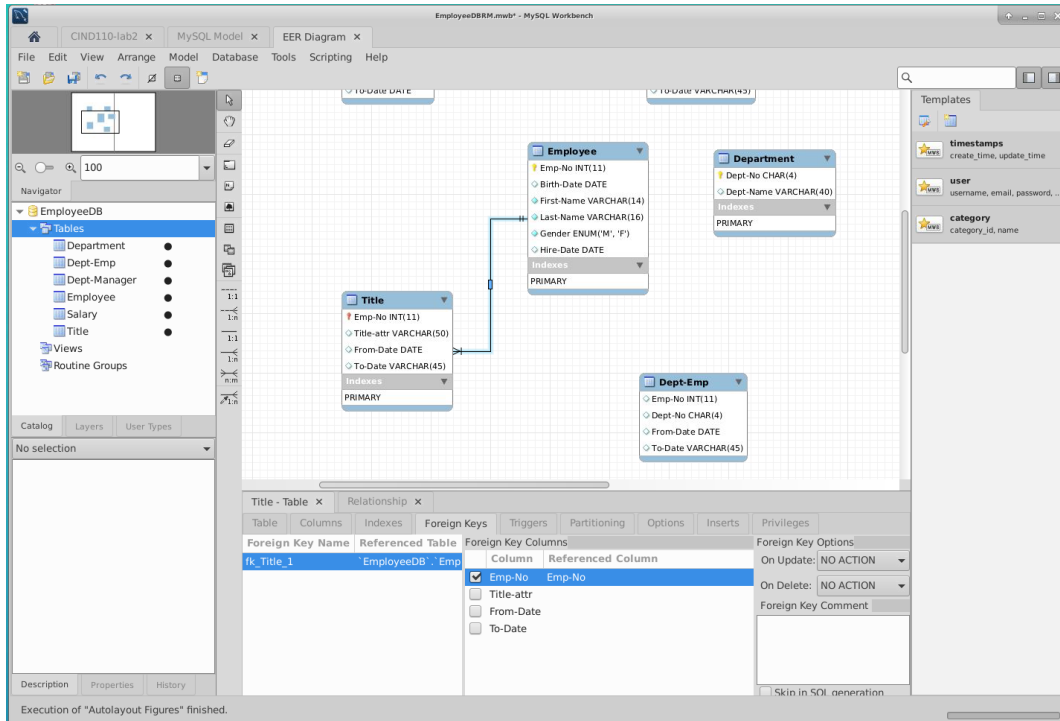 EmployeeDBRM.mwb* - MySQL Workbench
CIND110-lab2 × MySQL Model × EER Diagram ×
File Edit View Arrange Model Database Tools Scripting Help
100
Navigator
EmployeeDB
Tables
Department
Dept-Emp
Dept-Manager
Employee
Salary
Title
Views
Routine Groups
Catalog Layers User Types
No selection
Description Properties History
1:1
1:n
1:1
1:n
n:m
1:n
To-Date DATE
To-Date VARCHAR(45)
Employee
Emp-No INT(11)
Birth-Date DATE
First-Name VARCHAR(14)
Last-Name VARCHAR(16)
Gender ENUM('M', 'F')
Hire-Date DATE
Indexes
PRIMARY
Department
Dept-No CHAR(4)
Dept-Name VARCHAR(40)
Indexes
PRIMARY
Title
Emp-No INT(11)
Title-attr VARCHAR(50)
From-Date DATE
To-Date VARCHAR(45)
Indexes
PRIMARY
Dept-Emp
Emp-No INT(11)
Dept-No CHAR(4)
From-Date DATE
To-Date VARCHAR(45)
Templates
timestamps
create_time, update_time
user
username, email, password, ...
category
category_id, name
Title - Table × Relationship ×
Table Columns Indexes Foreign Keys Triggers Partitioning Options Inserts Privileges
Foreign Key Name Referenced Table
fk_Title_1 `EmployeeDB`.`Emp
Foreign Key Columns
Column Referenced Column
Emp-No Emp-No
Title-attr
From-Date
To-Date
Foreign Key Options
On Update: NO ACTION
On Delete: NO ACTION
Foreign Key Comment
Skip in SQL generation
Execution of "Autolayout Figures" finished.